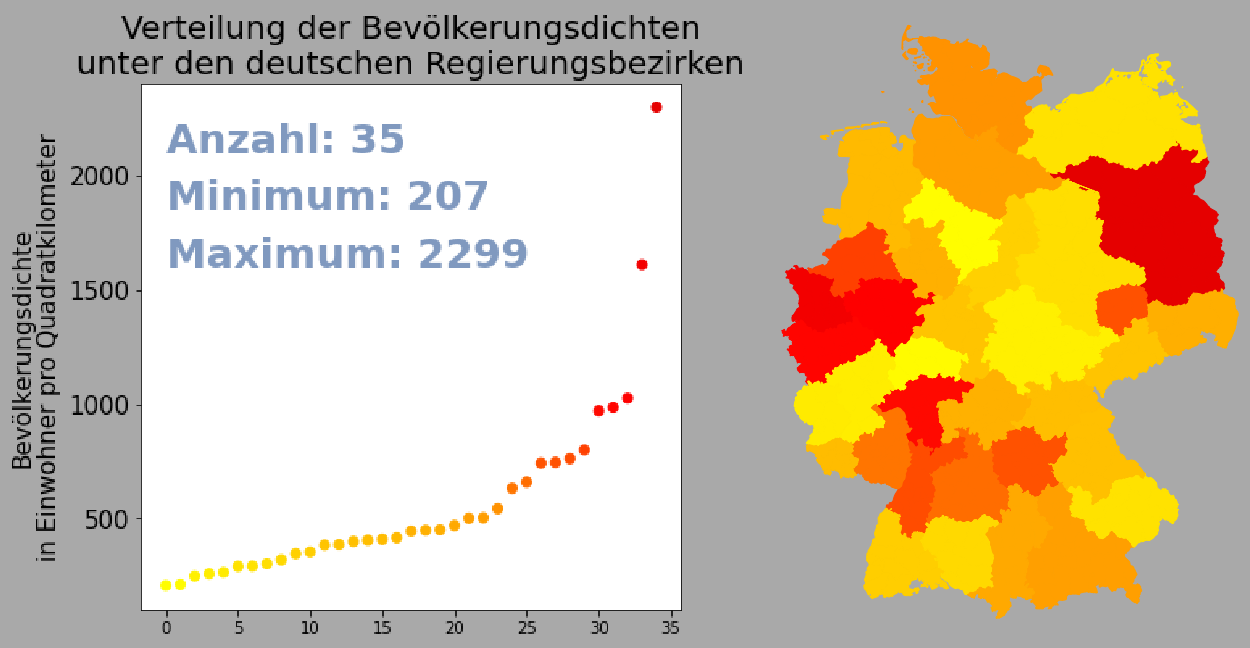 Verteilung der Bevölkerungsdichten
unter den deutschen Regierungsbezirken
Anzahl: 35
Minimum: 207
Maximum: 2299
Bevölkerungsdichte
in Einwohner pro Quadratkilometer
2000
1500
1000
500
0 5 10 15 20 25 30 35